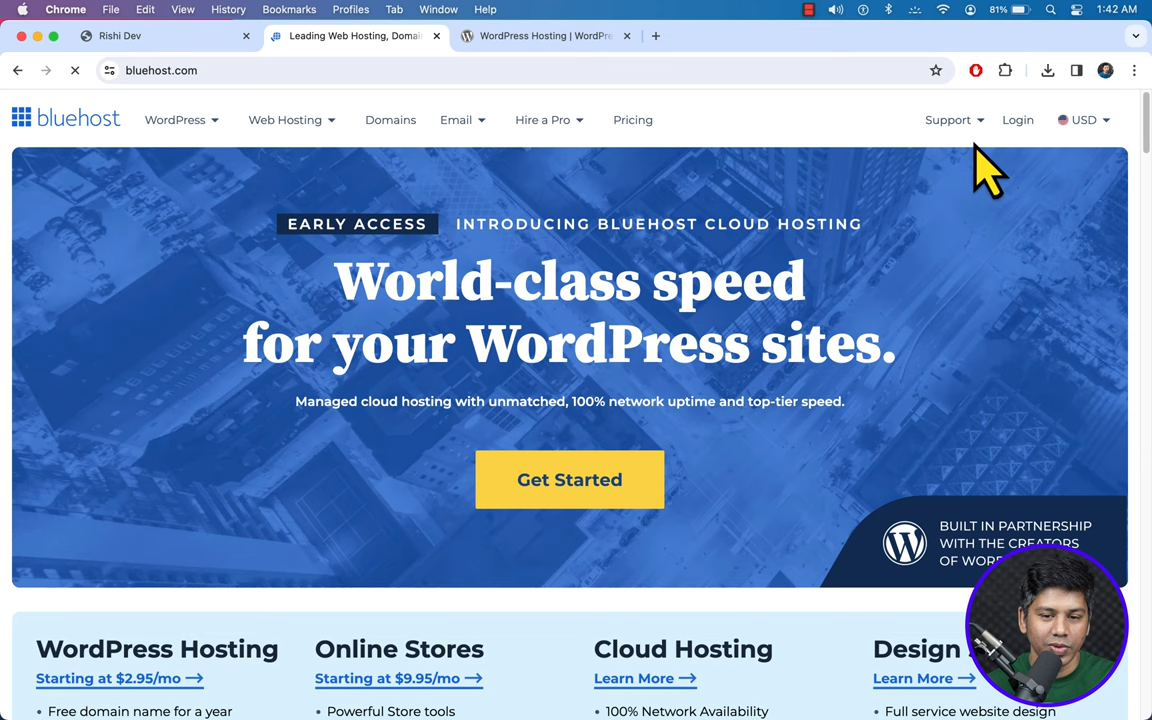 Chrome File Edit View History Bookmarks Profiles Tab Window Help 81% 1:42 AM
Rishi Dev
Leading Web Hosting, Domai
WordPress Hosting | WordPre
bluehost.com
bluehost
WordPress
Web Hosting
Domains
Email
Hire a Pro
Pricing
Support
Login
USD
EARLY ACCESS INTRODUCING BLUEHOST CLOUD HOSTING
World-class speed
for your WordPress sites.
Managed cloud hosting with unmatched, 100% network uptime and top-tier speed.
Get Started
BUILT IN PARTNERSHIP
WITH THE CREATORS
OF WOR
WordPress Hosting
Starting at $2.95/mo
• Free domain name for a year
Online Stores
Starting at $9.95/mo
• Powerful Store tools
Cloud Hosting
Learn More
• 100% Network Availability
Design
Learn More
• Full service website design